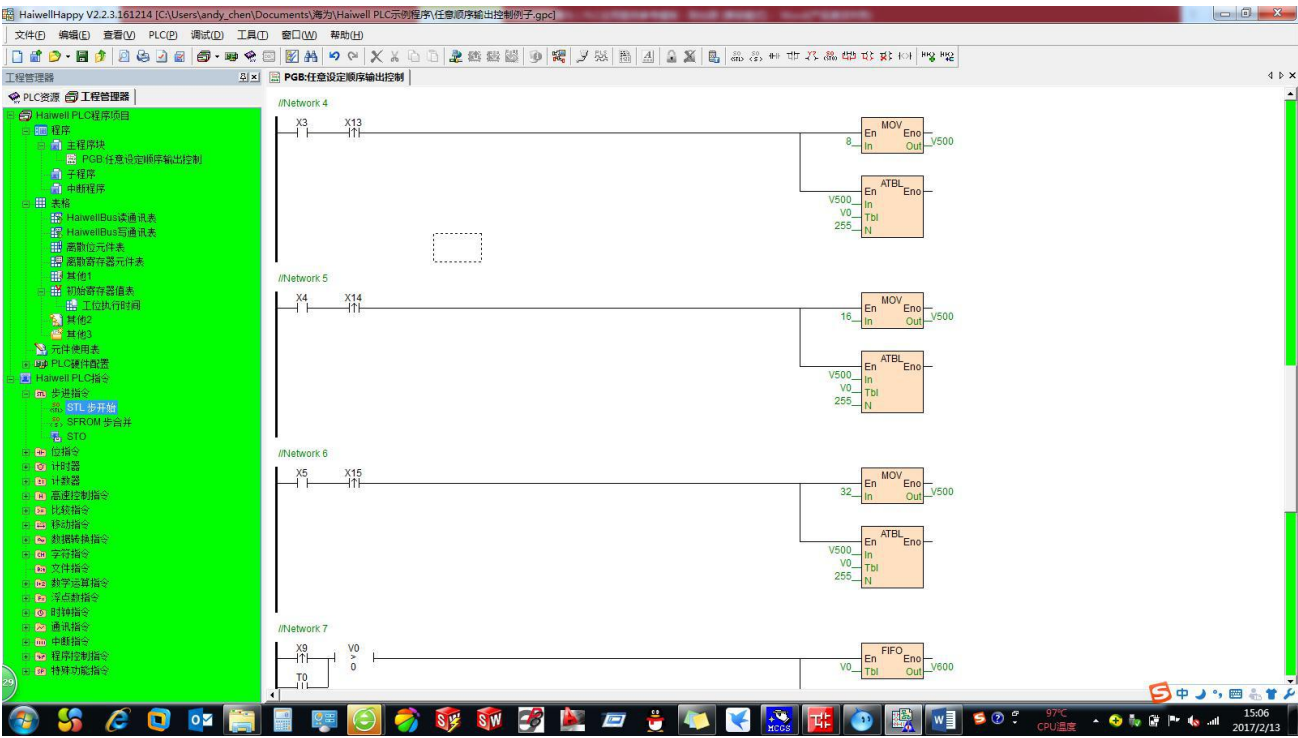 HaiwellHappy V2.2.3.161214 [C:\Users\andy_chen\Documents\海为\Haiwell PLC示例程序\任意顺序输出控制例子.gpc]
文件(F) 编辑(E) 查看(V) PLC(P) 调试(D) 工具(T) 窗口(W) 帮助(H)
工程管理器
PGB:任意设定顺序输出控制
PLC资源 工程管理器
Haiwell PLC程序项目
程序
主程序块
PGB:任意设定顺序输出控制
子程序
中断程序
表格
HaiwellBus读通讯表
HaiwellBus写通讯表
离散位元件表
离散寄存器元件表
其他1
初始寄存器值表
工位执行时间
其他2
其他3
元件使用表
PLC硬件配置
Haiwell PLC指令
步进指令
STL 步开始
SFROM 步合并
STO
位指令
计时器
计数器
高速控制指令
比较指令
移动指令
数据转换指令
字符指令
文件指令
数学运算指令
浮点数指令
时钟指令
通讯指令
中断指令
程序控制指令
特殊功能指令
//Network 4
X3 X13
MOV
En Eno
8 In Out V500
ATBL
En Eno
V500 In
V0 Tbl
255 N
//Network 5
X4 X14
MOV
En Eno
16 In Out V500
ATBL
En Eno
V500 In
V0 Tbl
255 N
//Network 6
X5 X15
MOV
En Eno
32 In Out V500
ATBL
En Eno
V500 In
V0 Tbl
255 N
//Network 7
X9 V0
>
0
T0
FIFO
En Eno
V0 Tbl Out V600
29
中
MCGS
97℃
CPU温度
15:06
2017/2/13